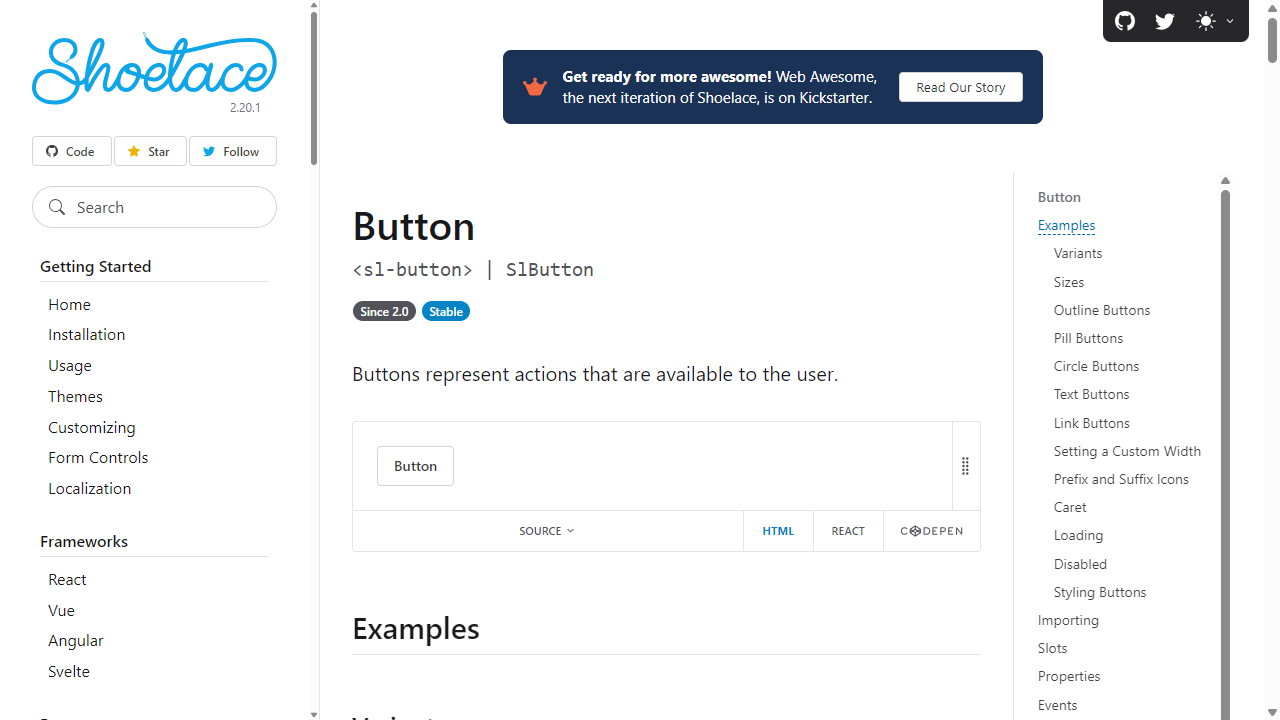 Shoelace
2.20.1
Code
Star
Follow
Search
Getting Started
Home
Installation
Usage
Themes
Customizing
Form Controls
Localization
Frameworks
React
Vue
Angular
Svelte
Get ready for more awesome! Web Awesome,
the next iteration of Shoelace, is on Kickstarter.
Read Our Story
Button
<sl-button> | SlButton
Since 2.0
Stable
Buttons represent actions that are available to the user.
Button
SOURCE
HTML
REACT
CODEPEN
Examples
Button
Examples
Variants
Sizes
Outline Buttons
Pill Buttons
Circle Buttons
Text Buttons
Link Buttons
Setting a Custom Width
Prefix and Suffix Icons
Caret
Loading
Disabled
Styling Buttons
Importing
Slots
Properties
Events